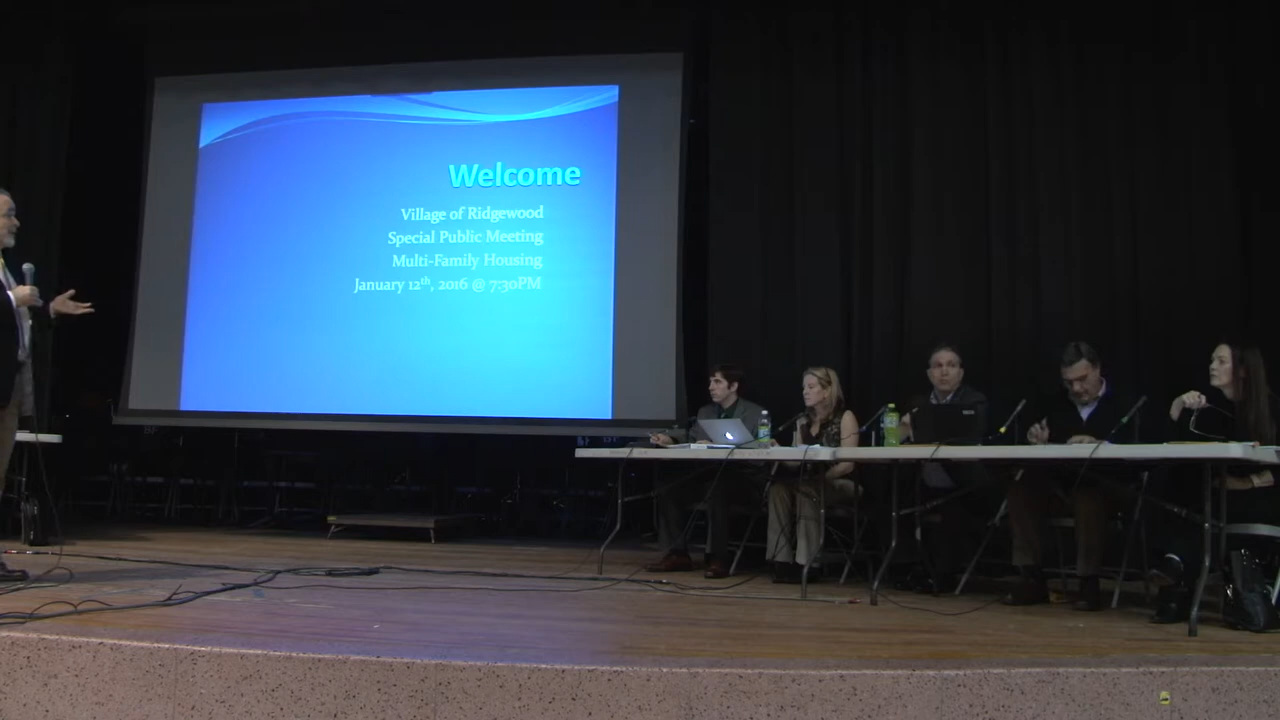 Welcome
Village of Ridgewood
Special Public Meeting
Multi-Family Housing
January 12th, 2016 @ 7:30PM